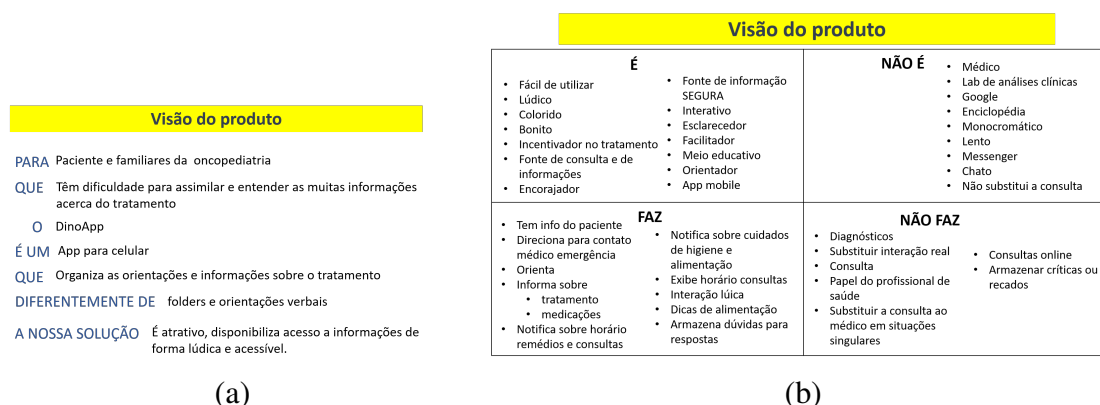 Visão do produto
PARA Paciente e familiares da oncopediatria
QUE Têm dificuldade para assimilar e entender as muitas informações
acerca do tratamento
O DinoApp
É UM App para celular
QUE Organiza as orientações e informações sobre o tratamento
DIFERENTEMENTE DE folders e orientações verbais
A NOSSA SOLUÇÃO É atrativo, disponibiliza acesso a informações de
forma lúdica e acessível.
(a)
Visão do produto
É
• Fácil de utilizar
• Lúdico
• Colorido
• Bonito
• Incentivador no tratamento
• Fonte de consulta e de
informações
• Encorajador
• Fonte de informação
SEGURA
• Interativo
• Esclarecedor
• Facilitador
• Meio educativo
• Orientador
• App mobile
NÃO É
• Médico
• Lab de análises clínicas
• Google
• Enciclopédia
• Monocromático
• Lento
• Messenger
• Chato
• Não substitui a consulta
FAZ
• Tem info do paciente
• Direciona para contato
médico emergência
• Orienta
• Informa sobre
• tratamento
• medicações
• Notifica sobre horário
remédios e consultas
• Notifica sobre cuidados
de higiene e
alimentação
• Exibe horário consultas
• Interação lúica
• Dicas de alimentação
• Armazena dúvidas para
respostas
NÃO FAZ
• Diagnósticos
• Substituir interação real
• Consulta
• Papel do profissional de
saúde
• Substituir a consulta ao
médico em situações
singulares
• Consultas online
• Armazenar críticas ou
recados
(b)